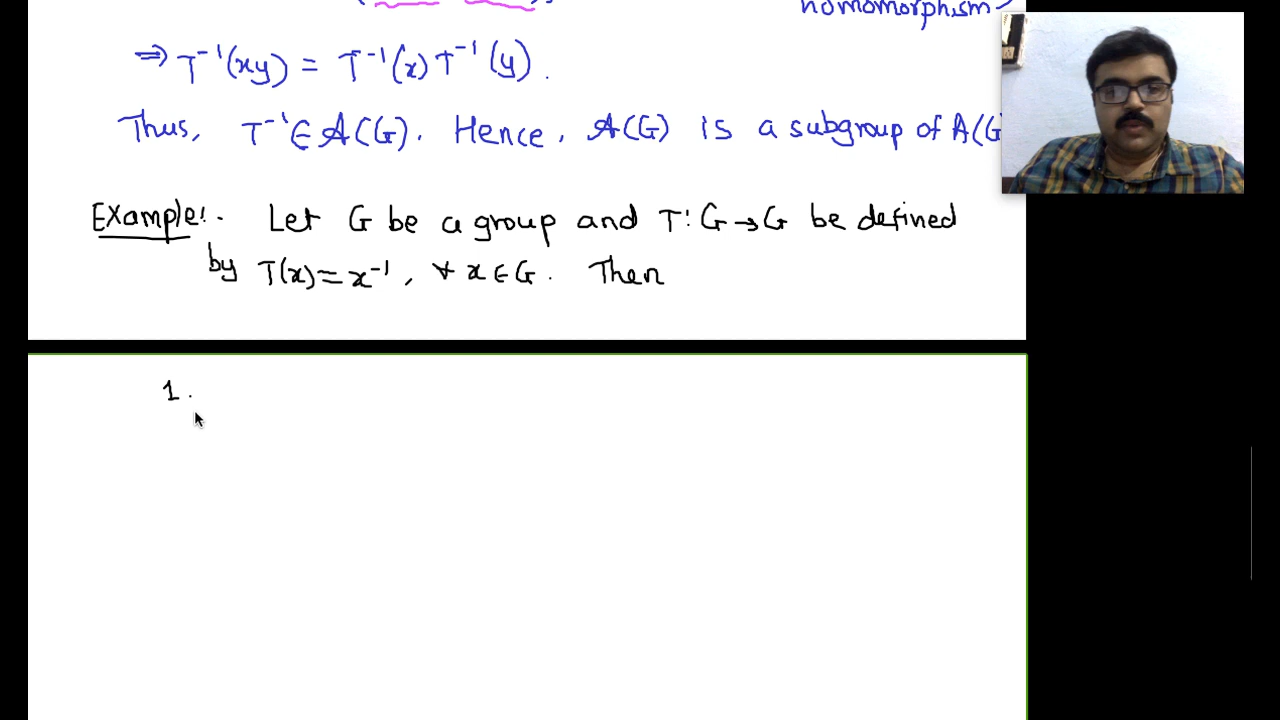 homomorphism)
⇒ T⁻¹(xy) = T⁻¹(x) T⁻¹(y).
Thus, T⁻¹ ∈ 𝒜(G). Hence, 𝒜(G) is a subgroup of A(G
Example:- Let G be a group and T: G → G be defined
by T(x) = x⁻¹, ∀ x ∈ G. Then
1.